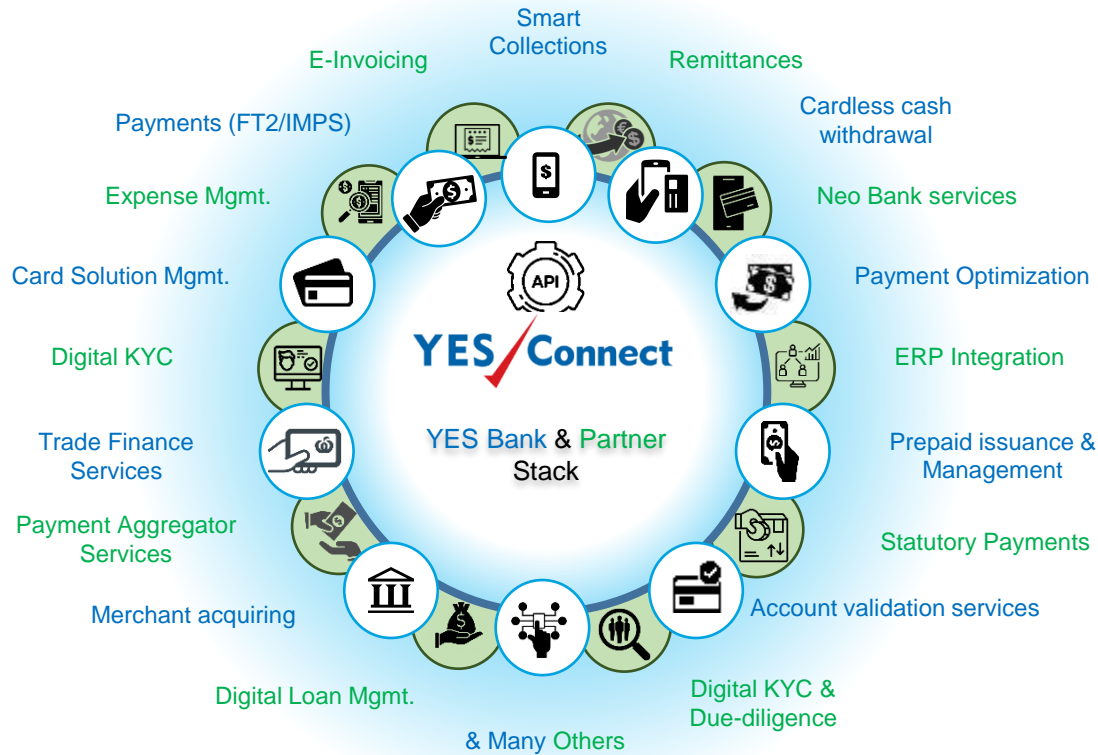 Smart
Collections
E-Invoicing
Remittances
Payments (FT2/IMPS)
Cardless cash
withdrawal
Expense Mgmt.
Neo Bank services
Card Solution Mgmt.
Payment Optimization
API
YES Connect
Digital KYC
ERP Integration
YES Bank & Partner
Stack
Trade Finance
Services
Prepaid issuance &
Management
Payment Aggregator
Services
Statutory Payments
Merchant acquiring
Account validation services
Digital Loan Mgmt.
Digital KYC &
Due-diligence
& Many Others